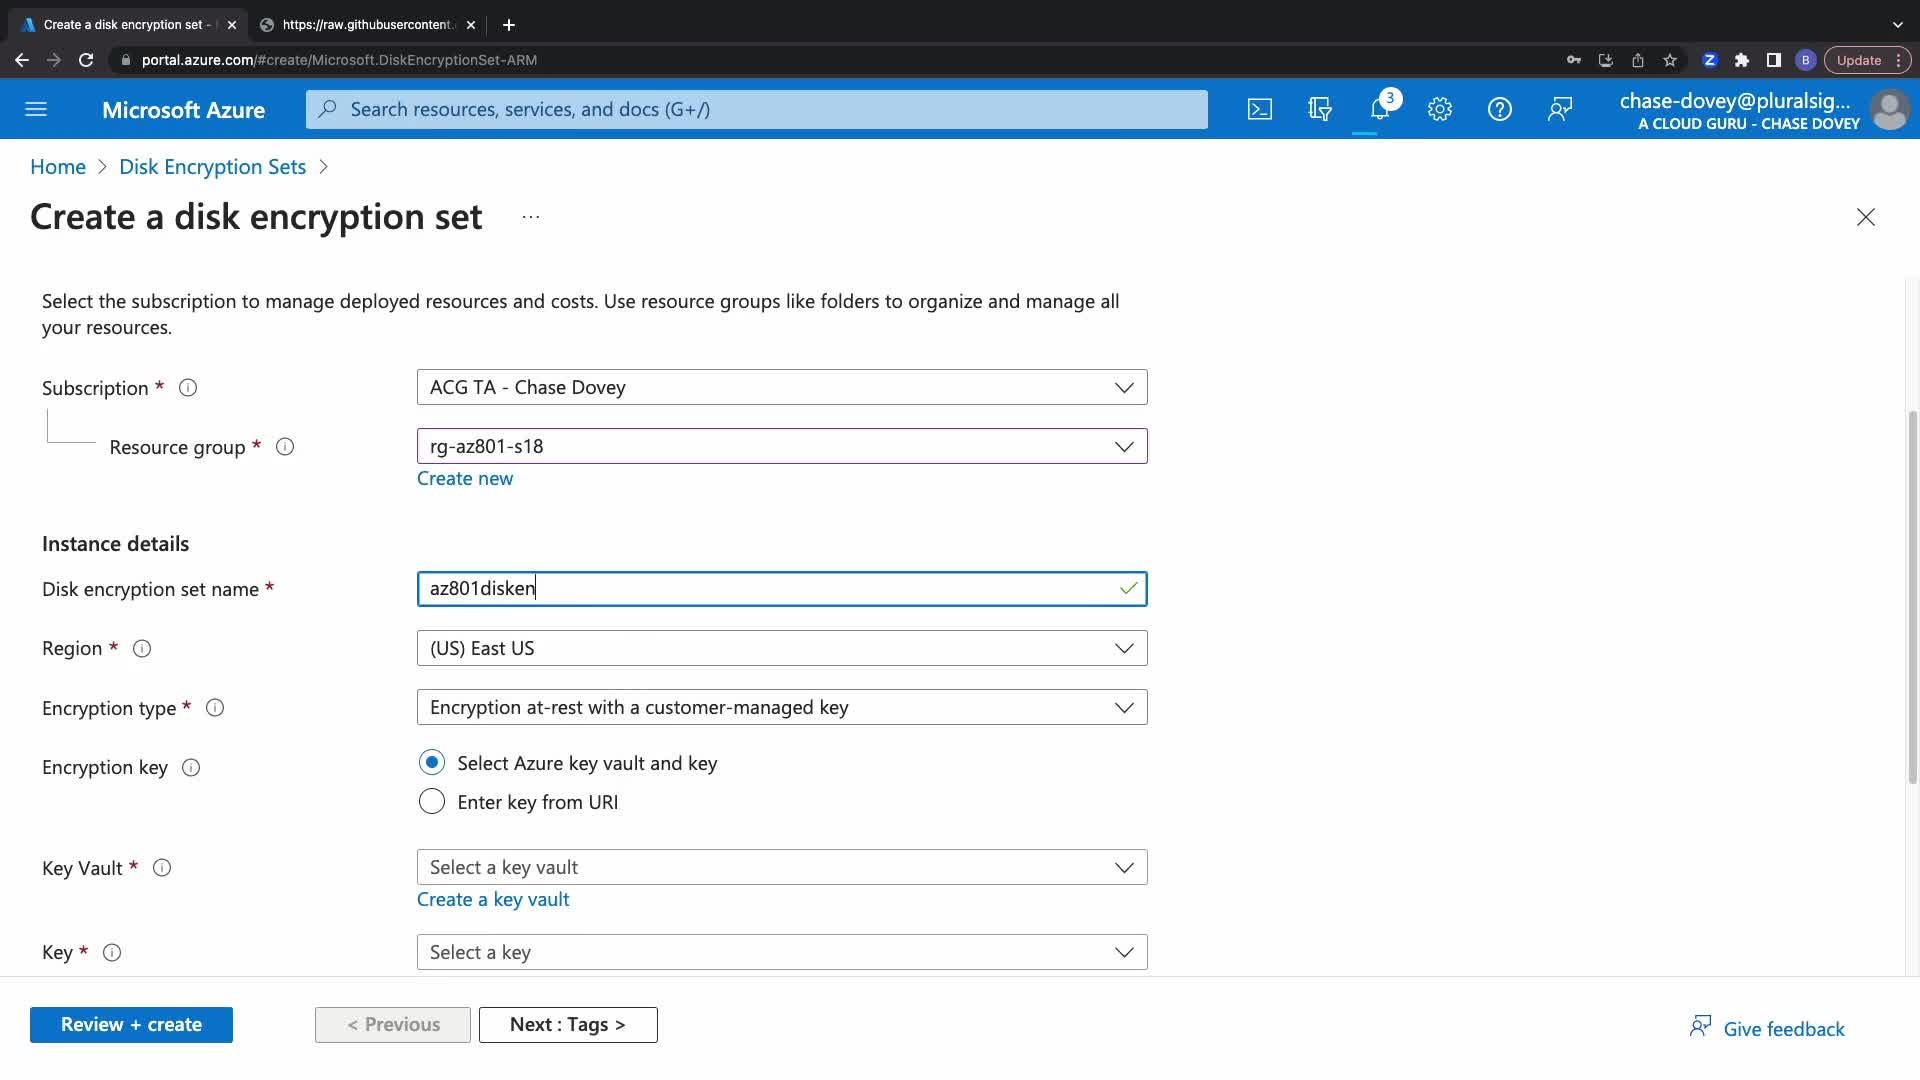 Create a disk encryption set -
https://raw.githubusercontent.
portal.azure.com/#create/Microsoft.DiskEncryptionSet-ARM
Z
B
Update
Microsoft Azure
Search resources, services, and docs (G+/)
3
chase-dovey@pluralsig...
A CLOUD GURU - CHASE DOVEY
Home > Disk Encryption Sets >
Create a disk encryption set ...
Select the subscription to manage deployed resources and costs. Use resource groups like folders to organize and manage all
your resources.
Subscription *
ACG TA - Chase Dovey
Resource group *
rg-az801-s18
Create new
Instance details
Disk encryption set name *
az801disken
Region *
(US) East US
Encryption type *
Encryption at-rest with a customer-managed key
Encryption key
Select Azure key vault and key
Enter key from URI
Key Vault *
Select a key vault
Create a key vault
Key *
Select a key
Review + create
< Previous
Next : Tags >
Give feedback